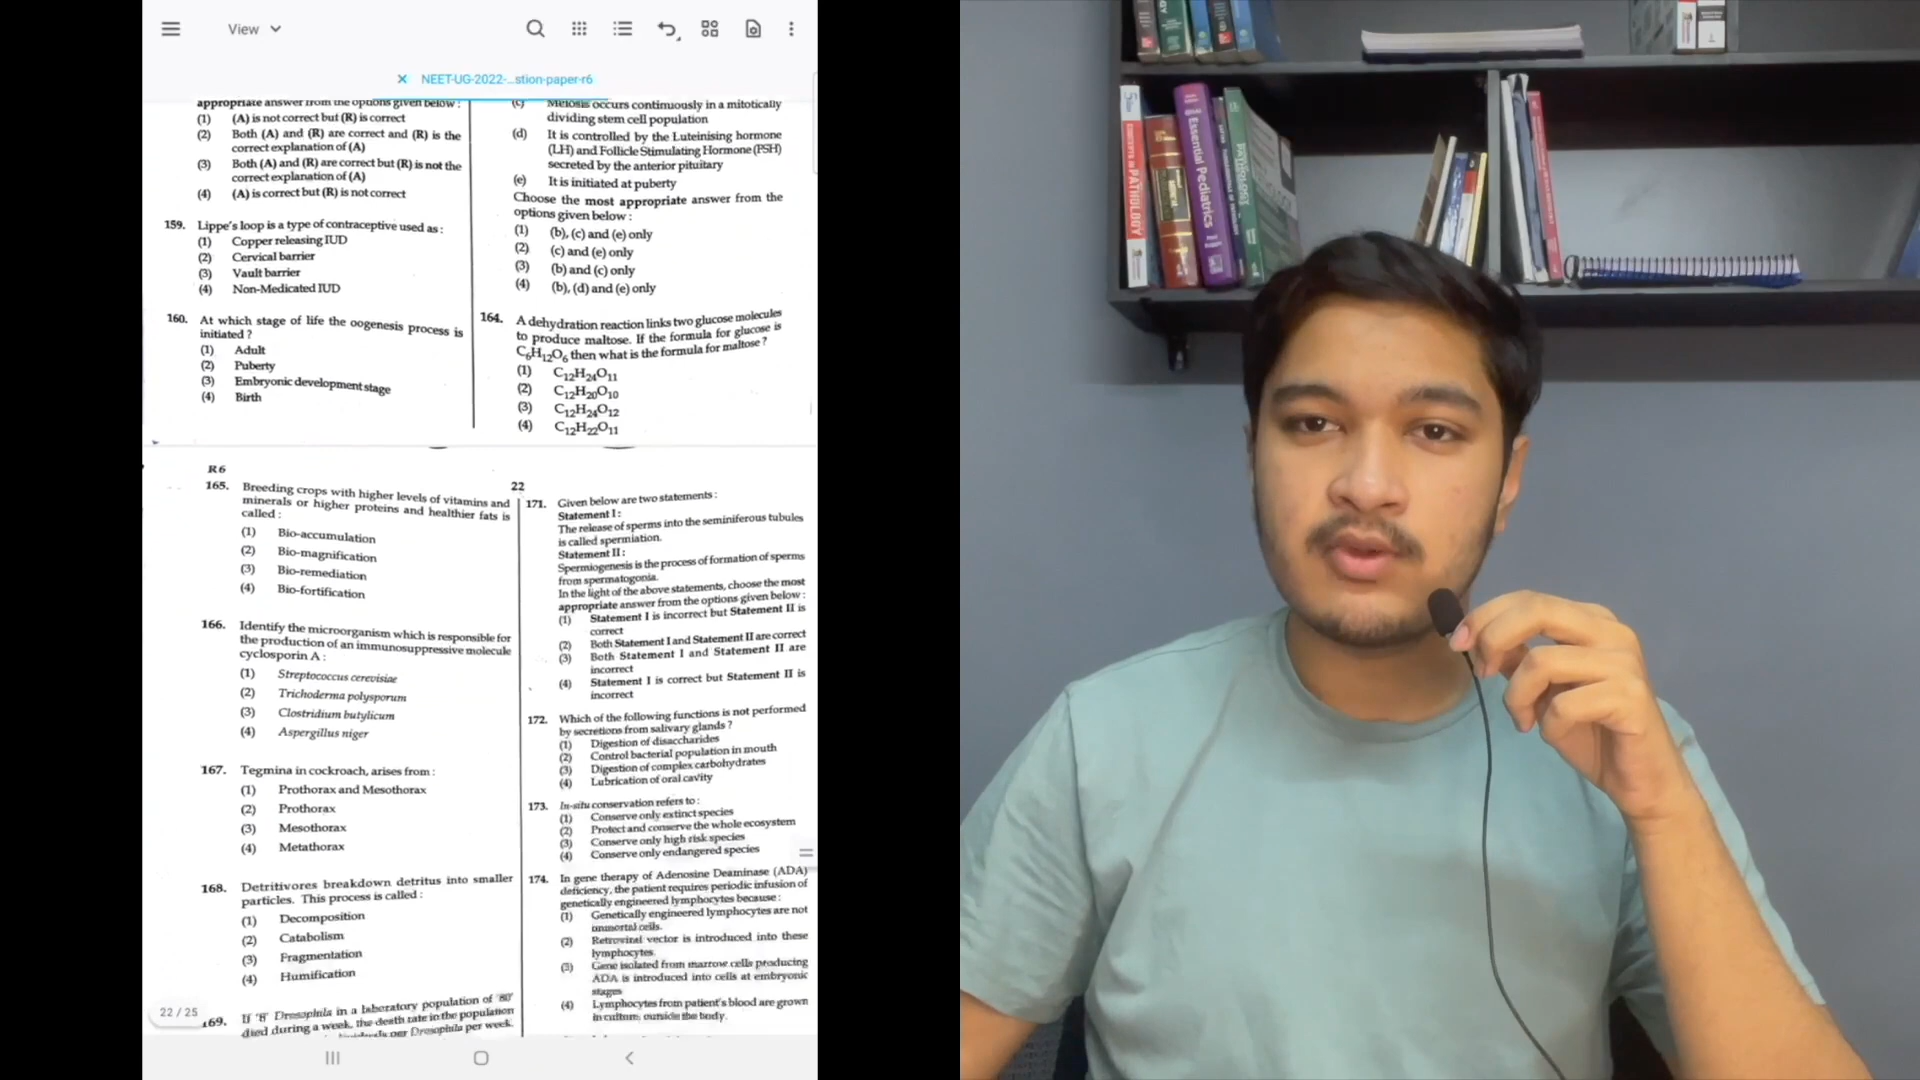 View
NEET-UG-2022-...stion-paper-r6
appropriate answer from the options given below :
(1) (A) is not correct but (R) is correct
(2) Both (A) and (R) are correct and (R) is the
correct explanation of (A)
(3) Both (A) and (R) are correct but (R) is not the
correct explanation of (A)
(4) (A) is correct but (R) is not correct
159. Lippe's loop is a type of contraceptive used as :
(1) Copper releasing IUD
(2) Cervical barrier
(3) Vault barrier
(4) Non-Medicated IUD
160. At which stage of life the oogenesis process is
initiated ?
(1) Adult
(2) Puberty
(3) Embryonic development stage
(4) Birth
(c) Meiosis occurs continuously in a mitotically
dividing stem cell population
(d) It is controlled by the Luteinising hormone
(LH) and Follicle Stimulating Hormone (FSH)
secreted by the anterior pituitary
(e) It is initiated at puberty
Choose the most appropriate answer from the
options given below :
(1) (b), (c) and (e) only
(2) (c) and (e) only
(3) (b) and (c) only
(4) (b), (d) and (e) only
164. A dehydration reaction links two glucose molecules
to produce maltose. If the formula for glucose is
C₆H₁₂O₆ then what is the formula for maltose ?
(1) C₁₂H₂₄O₁₁
(2) C₁₂H₂₀O₁₀
(3) C₁₂H₂₄O₁₂
(4) C₁₂H₂₂O₁₁
R6
22
165. Breeding crops with higher levels of vitamins and
minerals or higher proteins and healthier fats is
called :
(1) Bio-accumulation
(2) Bio-magnification
(3) Bio-remediation
(4) Bio-fortification
166. Identify the microorganism which is responsible for
the production of an immunosuppressive molecule
cyclosporin A :
(1) Streptococcus cerevisiae
(2) Trichoderma polysporum
(3) Clostridium butylicum
(4) Aspergillus niger
167. Tegmina in cockroach, arises from :
(1) Prothorax and Mesothorax
(2) Prothorax
(3) Mesothorax
(4) Metathorax
168. Detritivores breakdown detritus into smaller
particles. This process is called :
(1) Decomposition
(2) Catabolism
(3) Fragmentation
(4) Humification
169. If '8' Drosophila in a laboratory population of '80'
died during a week, the death rate in the population
Drosophila per week.
171. Given below are two statements :
Statement I :
The release of sperms into the seminiferous tubules
is called spermiation.
Statement II :
Spermiogenesis is the process of formation of sperms
from spermatogonia.
In the light of the above statements, choose the most
appropriate answer from the options given below :
(1) Statement I is incorrect but Statement II is
correct
(2) Both Statement I and Statement II are correct
(3) Both Statement I and Statement II are
incorrect
(4) Statement I is correct but Statement II is
incorrect
172. Which of the following functions is not performed
by secretions from salivary glands ?
(1) Digestion of disaccharides
(2) Control bacterial population in mouth
(3) Digestion of complex carbohydrates
(4) Lubrication of oral cavity
173. In-situ conservation refers to :
(1) Conserve only extinct species
(2) Protect and conserve the whole ecosystem
(3) Conserve only high risk species
(4) Conserve only endangered species
174. In gene therapy of Adenosine Deaminase (ADA)
deficiency, the patient requires periodic infusion of
genetically engineered lymphocytes because :
(1) Genetically engineered lymphocytes are not
immortal cells.
(2) Retroviral vector is introduced into these
lymphocytes
(3) Gene isolated from marrow cells producing
ADA is introduced into cells at embryonic
stages
(4) Lymphocytes from patient's blood are grown
in culture, outside the body.
22 / 25
PATHOLOGY
Essential Pediatrics
PATHOLOGY